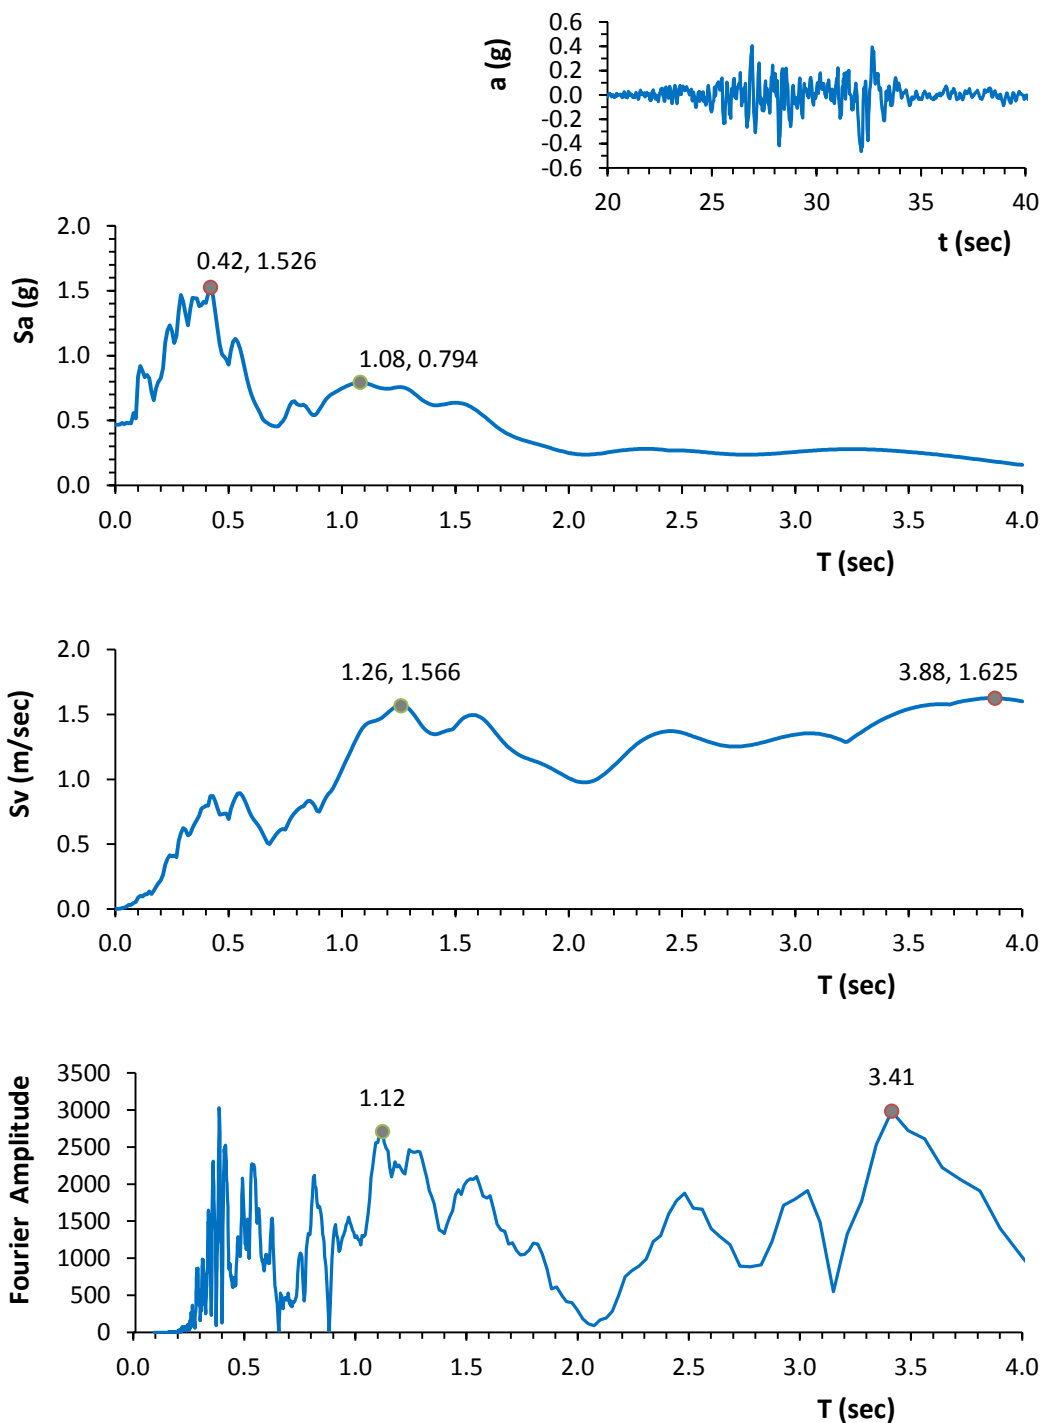 a (g)
0.6
0.4
0.2
0.0
-0.2
-0.4
-0.6
20 25 30 35 40
t (sec)
Sa (g)
2.0
1.5
1.0
0.5
0.0
0.42, 1.526
1.08, 0.794
0.0 0.5 1.0 1.5 2.0 2.5 3.0 3.5 4.0
T (sec)
Sv (m/sec)
2.0
1.5
1.0
0.5
0.0
1.26, 1.566
3.88, 1.625
0.0 0.5 1.0 1.5 2.0 2.5 3.0 3.5 4.0
T (sec)
Fourier Amplitude
3500
3000
2500
2000
1500
1000
500
0
1.12
3.41
0.0 0.5 1.0 1.5 2.0 2.5 3.0 3.5 4.0
T (sec)